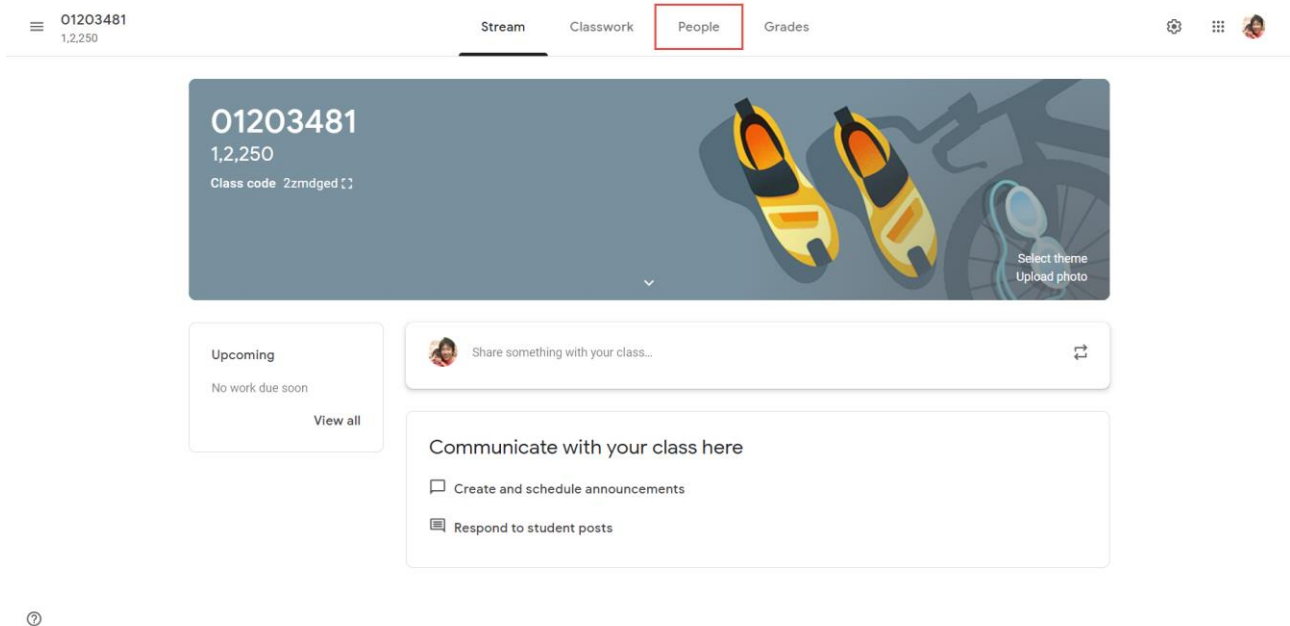 01203481
1,2,250
Stream Classwork People Grades
01203481
1,2,250
Class code 2zmdged
Select theme
Upload photo
Upcoming
No work due soon
View all
Share something with your class...
Communicate with your class here
Create and schedule announcements
Respond to student posts